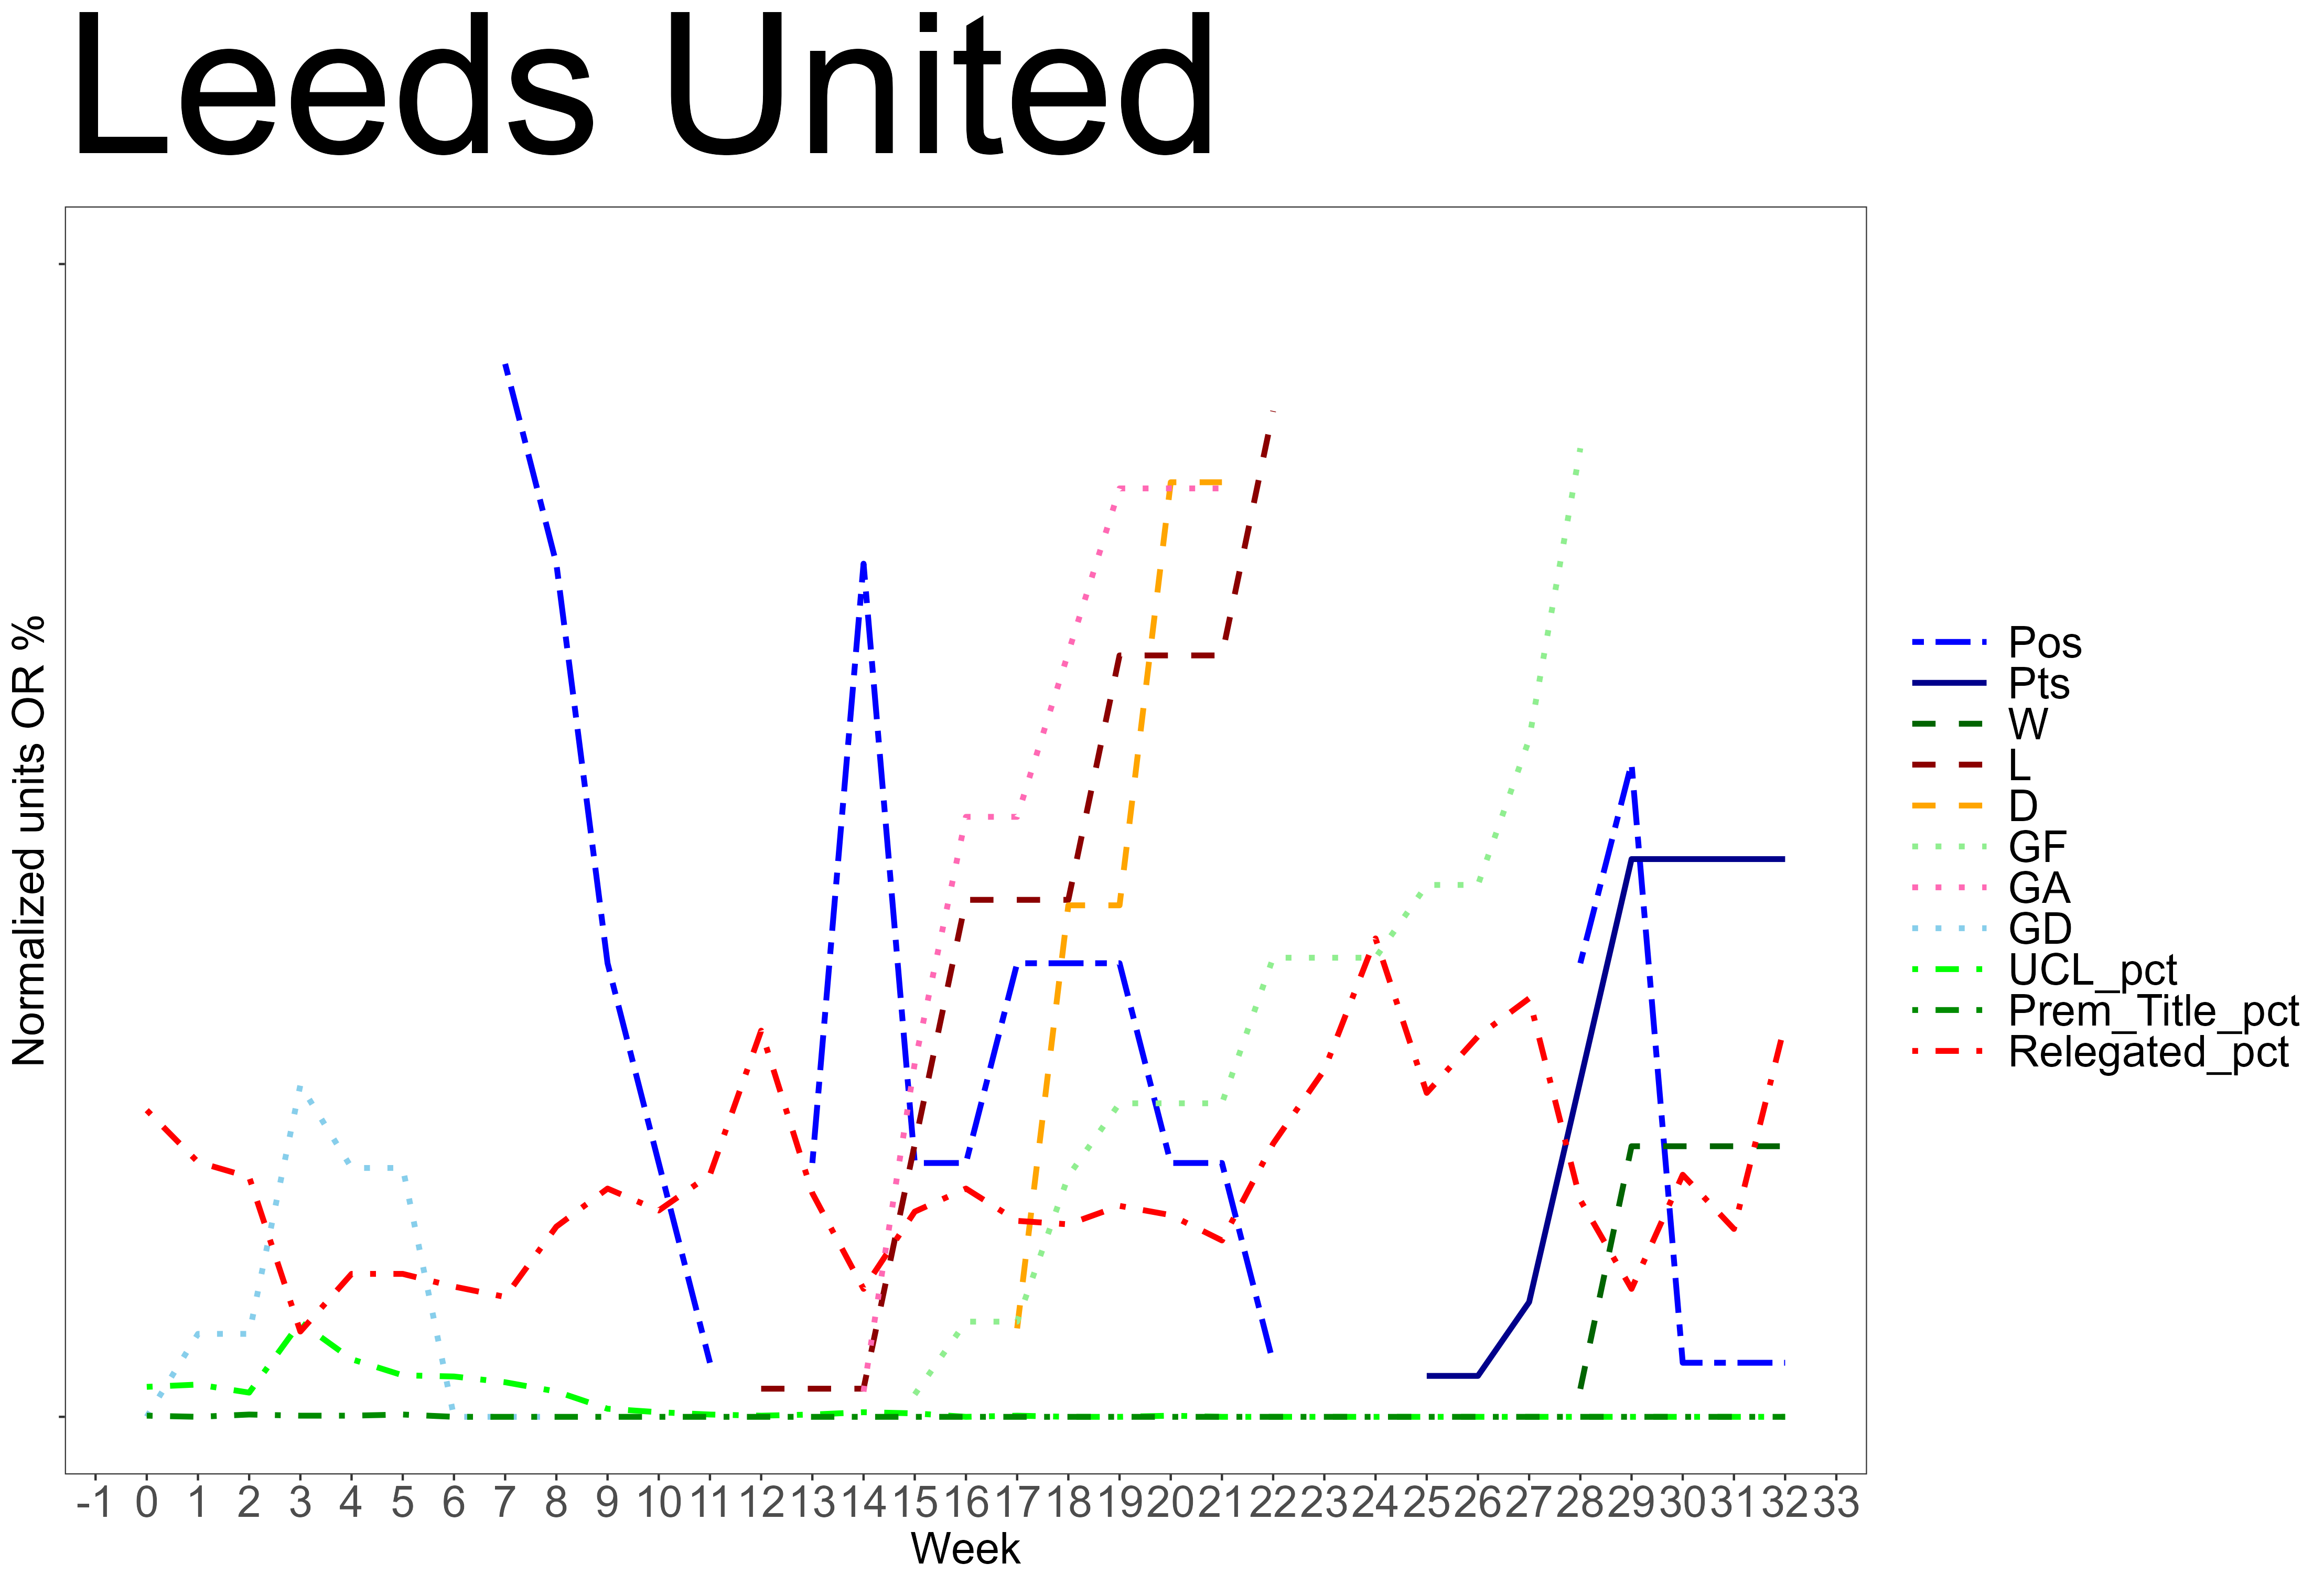 Leeds United
Normalized units OR %
Pos
Pts
W
L
D
GF
GA
GD
UCL_pct
Prem_Title_pct
Relegated_pct
-1 0 1 2 3 4 5 6 7 8 9 10 11 12 13 14 15 16 17 18 19 20 21 22 23 24 25 26 27 28 29 30 31 32 33
Week